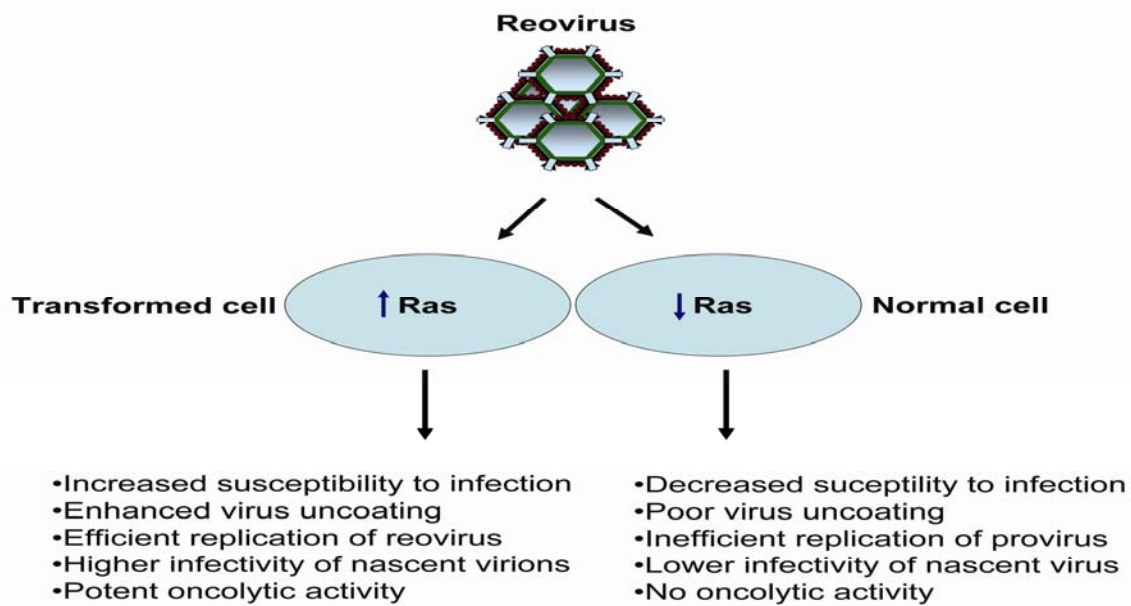 Reovirus
Transformed cell
↑ Ras
↓ Ras
Normal cell
•Increased susceptibility to infection
•Enhanced virus uncoating
•Efficient replication of reovirus
•Higher infectivity of nascent virions
•Potent oncolytic activity
•Decreased suceptility to infection
•Poor virus uncoating
•Inefficient replication of provirus
•Lower infectivity of nascent virus
•No oncolytic activity